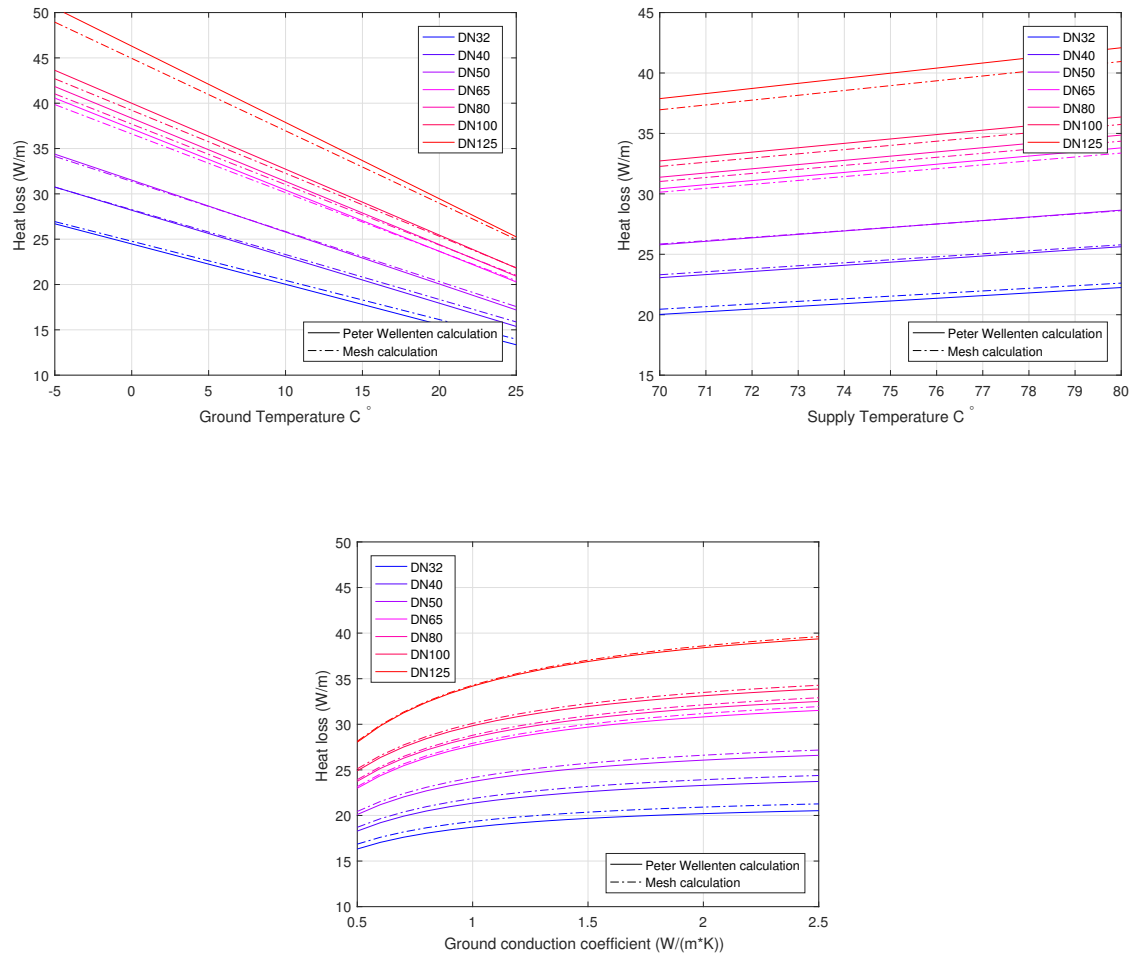 50
45
40
35
30
25
20
15
10
Heat loss (W/m)
-5 0 5 10 15 20 25
Ground Temperature C °
DN32
DN40
DN50
DN65
DN80
DN100
DN125
Peter Wellenten calculation
Mesh calculation
45
40
35
30
25
20
15
Heat loss (W/m)
70 71 72 73 74 75 76 77 78 79 80
Supply Temperature C °
DN32
DN40
DN50
DN65
DN80
DN100
DN125
Peter Wellenten calculation
Mesh calculation
50
45
40
35
30
25
20
15
10
Heat loss (W/m)
0.5 1 1.5 2 2.5
Ground conduction coefficient (W/(m*K))
DN32
DN40
DN50
DN65
DN80
DN100
DN125
Peter Wellenten calculation
Mesh calculation